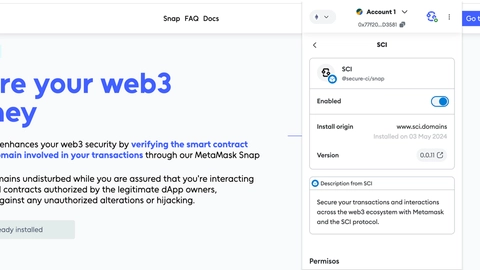 Snap FAQ Docs
Account 1
0x77f20...03581
Go to
SCI
SCI
@secure-ci/snap
Enabled
Install origin
www.sci.domains
Installed on 03 May 2024
Version
0.0.11
Description from SCI
Secure your transactions and interactions
across the web3 ecosystem with Metamask
and the SCI protocol.
Permisos
re your web3
ney
enhances your web3 security by verifying the smart contract
main involved in your transactions through our MetaMask Snap
mains undisturbed while you are assured that you're interacting
l contracts authorized by the legitimate dApp owners,
against any unauthorized alterations or hijacking.
eady installed